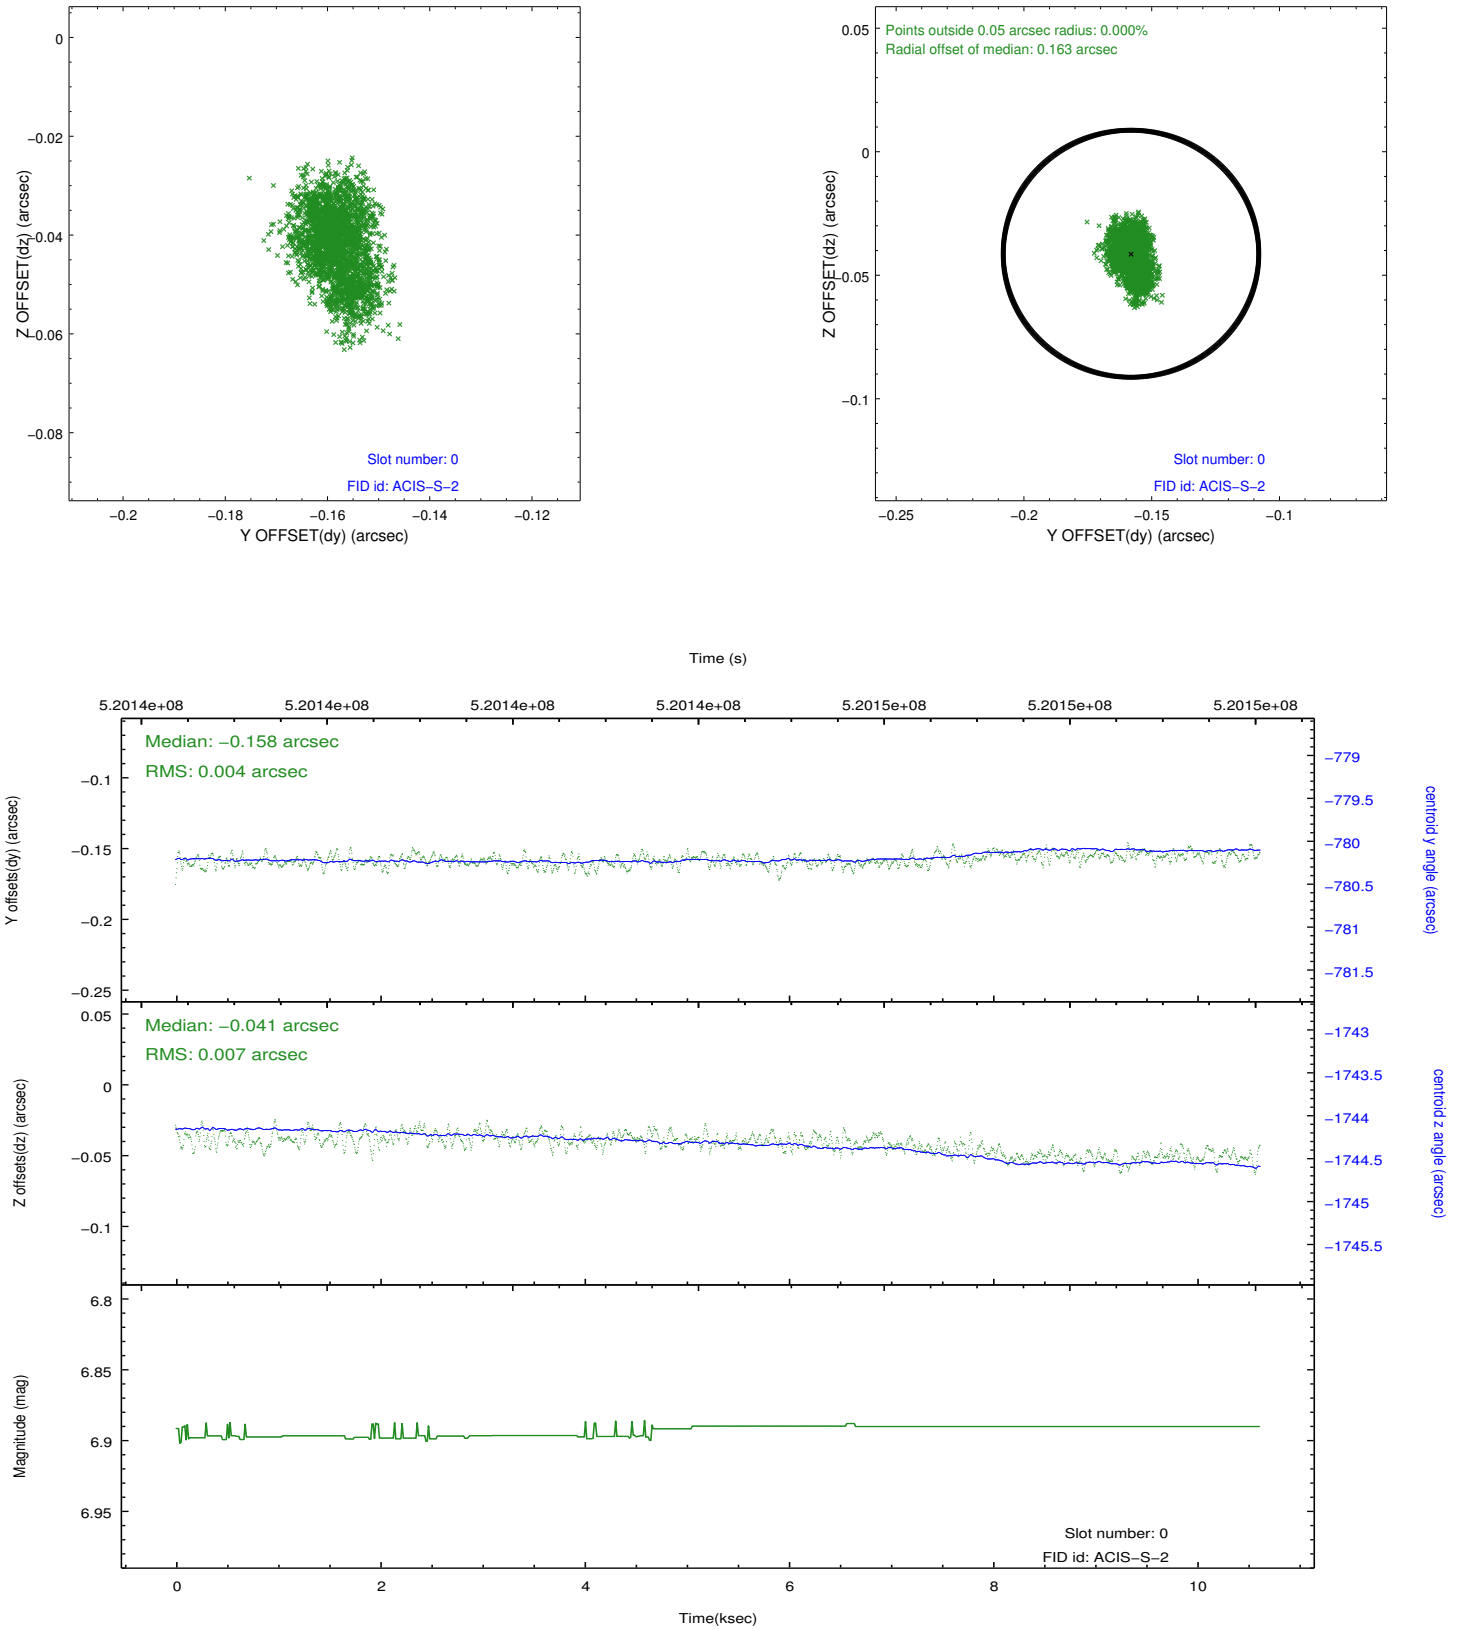 0
−0.02
−0.04
−0.06
−0.08
Z OFFSET(dz) (arcsec)
Slot number: 0
FID id: ACIS−S−2
−0.2
−0.18
−0.16
−0.14
−0.12
Y OFFSET(dy) (arcsec)
Points outside 0.05 arcsec radius: 0.000%
Radial offset of median: 0.163 arcsec
0.05
0
−0.05
−0.1
Z OFFSET(dz) (arcsec)
Slot number: 0
FID id: ACIS−S−2
−0.25
−0.2
−0.15
−0.1
Y OFFSET(dy) (arcsec)
Time (s)
5.2014e+08
5.2014e+08
5.2014e+08
5.2014e+08
5.2015e+08
5.2015e+08
5.2015e+08
Median: −0.158 arcsec
RMS: 0.004 arcsec
−0.1
−0.15
−0.2
−0.25
Y offsets(dy) (arcsec)
−779
−779.5
−780
−780.5
−781
−781.5
centroid y angle (arcsec)
Median: −0.041 arcsec
RMS: 0.007 arcsec
0.05
0
−0.05
−0.1
Z offsets(dz) (arcsec)
−1743
−1743.5
−1744
−1744.5
−1745
−1745.5
centroid z angle (arcsec)
6.8
6.85
6.9
6.95
Magnitude (mag)
Slot number: 0
FID id: ACIS−S−2
0
2
4
6
8
10
Time(ksec)